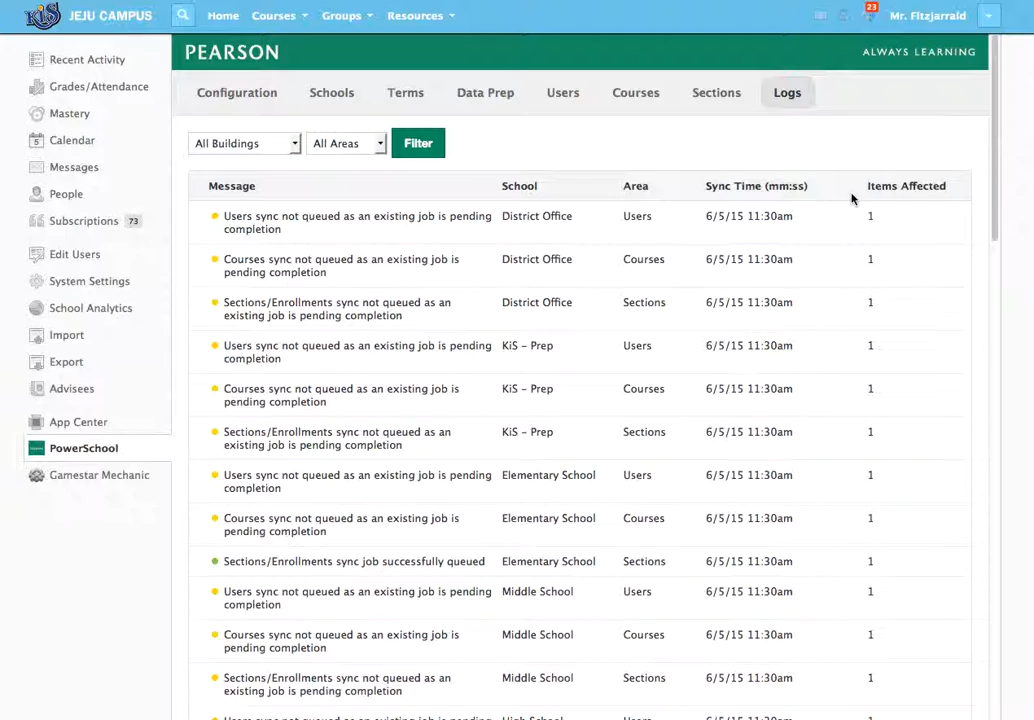 KIS JEJU CAMPUS Home Courses Groups Resources 23 Mr. Fitzjarrald
PEARSON ALWAYS LEARNING
Configuration Schools Terms Data Prep Users Courses Sections Logs
All Buildings All Areas Filter
Recent Activity
Grades/Attendance
Mastery
5 Calendar
Messages
People
Subscriptions 73
Edit Users
System Settings
School Analytics
Import
Export
Advisees
App Center
PowerSchool
Gamestar Mechanic
Message School Area Sync Time (mm:ss) Items Affected
Users sync not queued as an existing job is pending District Office Users 6/5/15 11:30am 1
completion
Courses sync not queued as an existing job is District Office Courses 6/5/15 11:30am 1
pending completion
Sections/Enrollments sync not queued as an District Office Sections 6/5/15 11:30am 1
existing job is pending completion
Users sync not queued as an existing job is pending KiS - Prep Users 6/5/15 11:30am 1
completion
Courses sync not queued as an existing job is KiS - Prep Courses 6/5/15 11:30am 1
pending completion
Sections/Enrollments sync not queued as an KiS - Prep Sections 6/5/15 11:30am 1
existing job is pending completion
Users sync not queued as an existing job is pending Elementary School Users 6/5/15 11:30am 1
completion
Courses sync not queued as an existing job is Elementary School Courses 6/5/15 11:30am 1
pending completion
Sections/Enrollments sync job successfully queued Elementary School Sections 6/5/15 11:30am 1
Users sync not queued as an existing job is pending Middle School Users 6/5/15 11:30am 1
completion
Courses sync not queued as an existing job is Middle School Courses 6/5/15 11:30am 1
pending completion
Sections/Enrollments sync not queued as an Middle School Sections 6/5/15 11:30am 1
existing job is pending completion